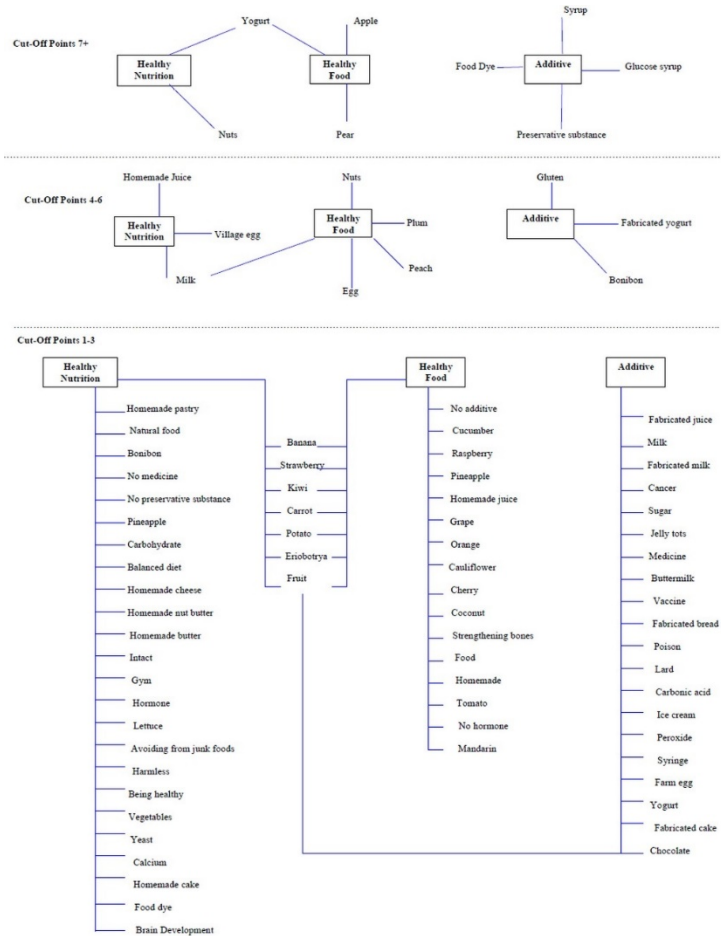 Cut-Off Points 7+
Yogurt
Apple
Syrup
Healthy
Nutrition
Healthy
Food
Food Dye
Additive
Glucose syrup
Nuts
Pear
Preservative substance
Cut-Off Points 4-6
Homemade Juice
Nuts
Gluten
Healthy
Nutrition
Village egg
Healthy
Food
Plum
Additive
Fabricated yogurt
Milk
Peach
Egg
Bonibon
Cut-Off Points 1-3
Healthy
Nutrition
Healthy
Food
Additive
Homemade pastry
Natural food
Bonibon
No medicine
No preservative substance
Pineapple
Carbohydrate
Balanced diet
Homemade cheese
Homemade nut butter
Homemade butter
Intact
Gym
Hormone
Lettuce
Avoiding from junk foods
Harmless
Being healthy
Vegetables
Yeast
Calcium
Homemade cake
Food dye
Brain Development
Banana
Strawberry
Kiwi
Carrot
Potato
Eriobotrya
Fruit
No additive
Cucumber
Raspberry
Pineapple
Homemade juice
Grape
Orange
Cauliflower
Cherry
Coconut
Strengthening bones
Food
Homemade
Tomato
No hormone
Mandarin
Fabricated juice
Milk
Fabricated milk
Cancer
Sugar
Jelly tots
Medicine
Buttermilk
Vaccine
Fabricated bread
Poison
Lard
Carbonic acid
Ice cream
Peroxide
Syringe
Farm egg
Yogurt
Fabricated cake
Chocolate